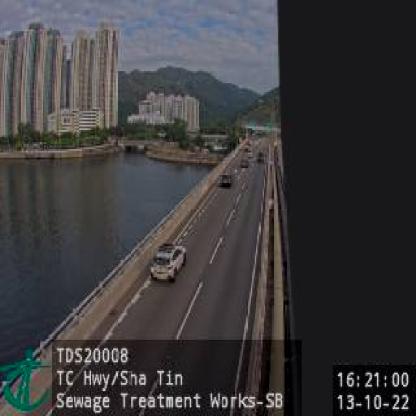 TDS20008
TC Hwy/Sha Tin
Sewage Treatment Works-SB
16:21:00
13-10-22